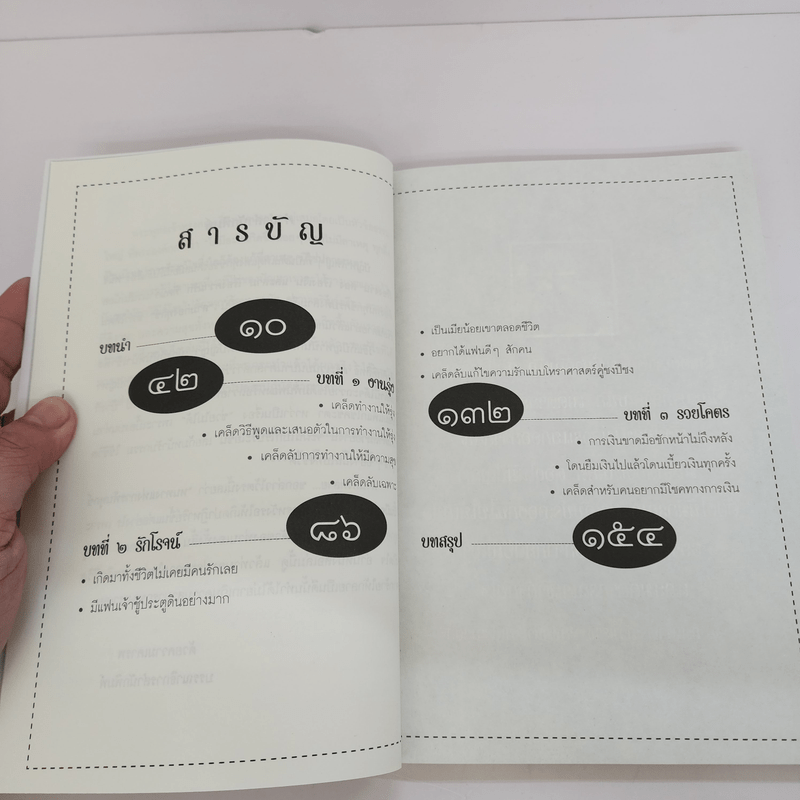 สารบัญ
บทนำ ๑๐
๔๒ บทที่ ๑ งานรุ่ง
• เคล็ดทำงานให้
• เคล็ดวิธีพูดและเสนอตัวในการทำงานให้
• เคล็ดลับการทำงานให้มีความสุข
• เคล็ดลับเฉพาะ
บทที่ ๒ รักโรจน์ ๘๖
• เกิดมาทั้งชีวิตไม่เคยมีคนรักเลย
• มีแฟนเจ้าชู้ประตูดินอย่างมาก
• เป็นเมียน้อยเขาตลอดชีวิต
• อยากได้แฟนดีๆ สักคน
• เคล็ดลับแก้ไขความรักแบบโหราศาสตร์คู่ชงปีชง
๑๓๒ บทที่ ๓ รวยโคตร
• การเงินขาดมือชักหน้าไม่ถึงหลัง
• โดนยืมเงินไปแล้วโดนเบี้ยวเงินทุกครั้ง
• เคล็ดสำหรับคนอยากมีโชคทางการเงิน
บทสรุป ๑๕๔